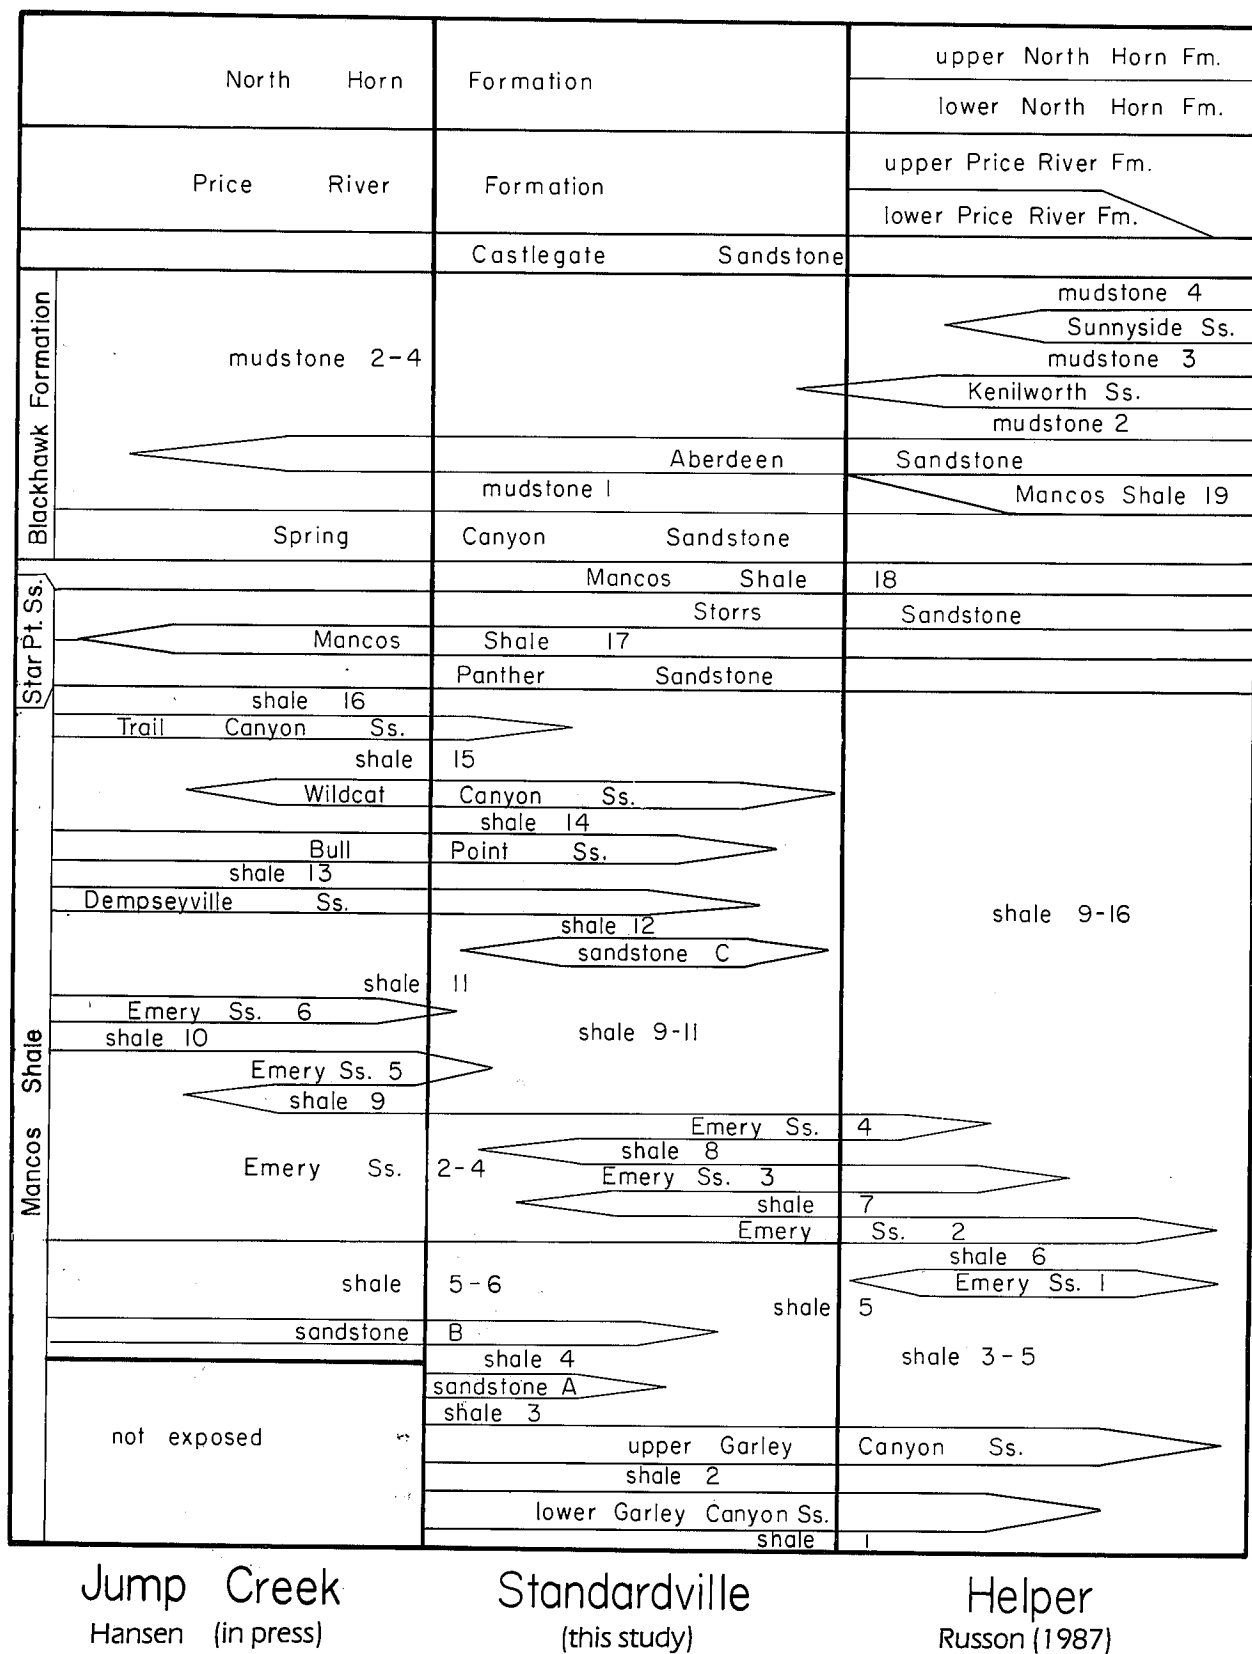 upper North Horn Fm.
North Horn Formation
lower North Horn Fm.
upper Price River Fm.
Price River Formation
lower Price River Fm.
Castlegate Sandstone
Blackhawk Formation
mudstone 4
Sunnyside Ss.
mudstone 2-4
mudstone 3
Kenilworth Ss.
mudstone 2
Aberdeen Sandstone
mudstone 1
Mancos Shale 19
Spring Canyon Sandstone
Star Pt. Ss.
Mancos Shale 18
Storrs Sandstone
Mancos Shale 17
Panther Sandstone
Mancos Shale
shale 16
Trail Canyon Ss.
shale 15
Wildcat Canyon Ss.
shale 14
Bull Point Ss.
shale 13
Dempseyville Ss.
shale 9-16
shale 12
sandstone C
shale 11
Emery Ss. 6
shale 10
shale 9-11
Emery Ss. 5
shale 9
Emery Ss. 4
shale 8
Emery Ss. 2-4
Emery Ss. 3
shale 7
Emery Ss. 2
shale 6
shale 5-6
Emery Ss. 1
shale 5
sandstone B
shale 4
shale 3-5
sandstone A
shale 3
not exposed
upper Garley Canyon Ss.
shale 2
lower Garley Canyon Ss.
shale 1
Jump Creek
Hansen (in press)
Standardville
(this study)
Helper
Russon (1987)